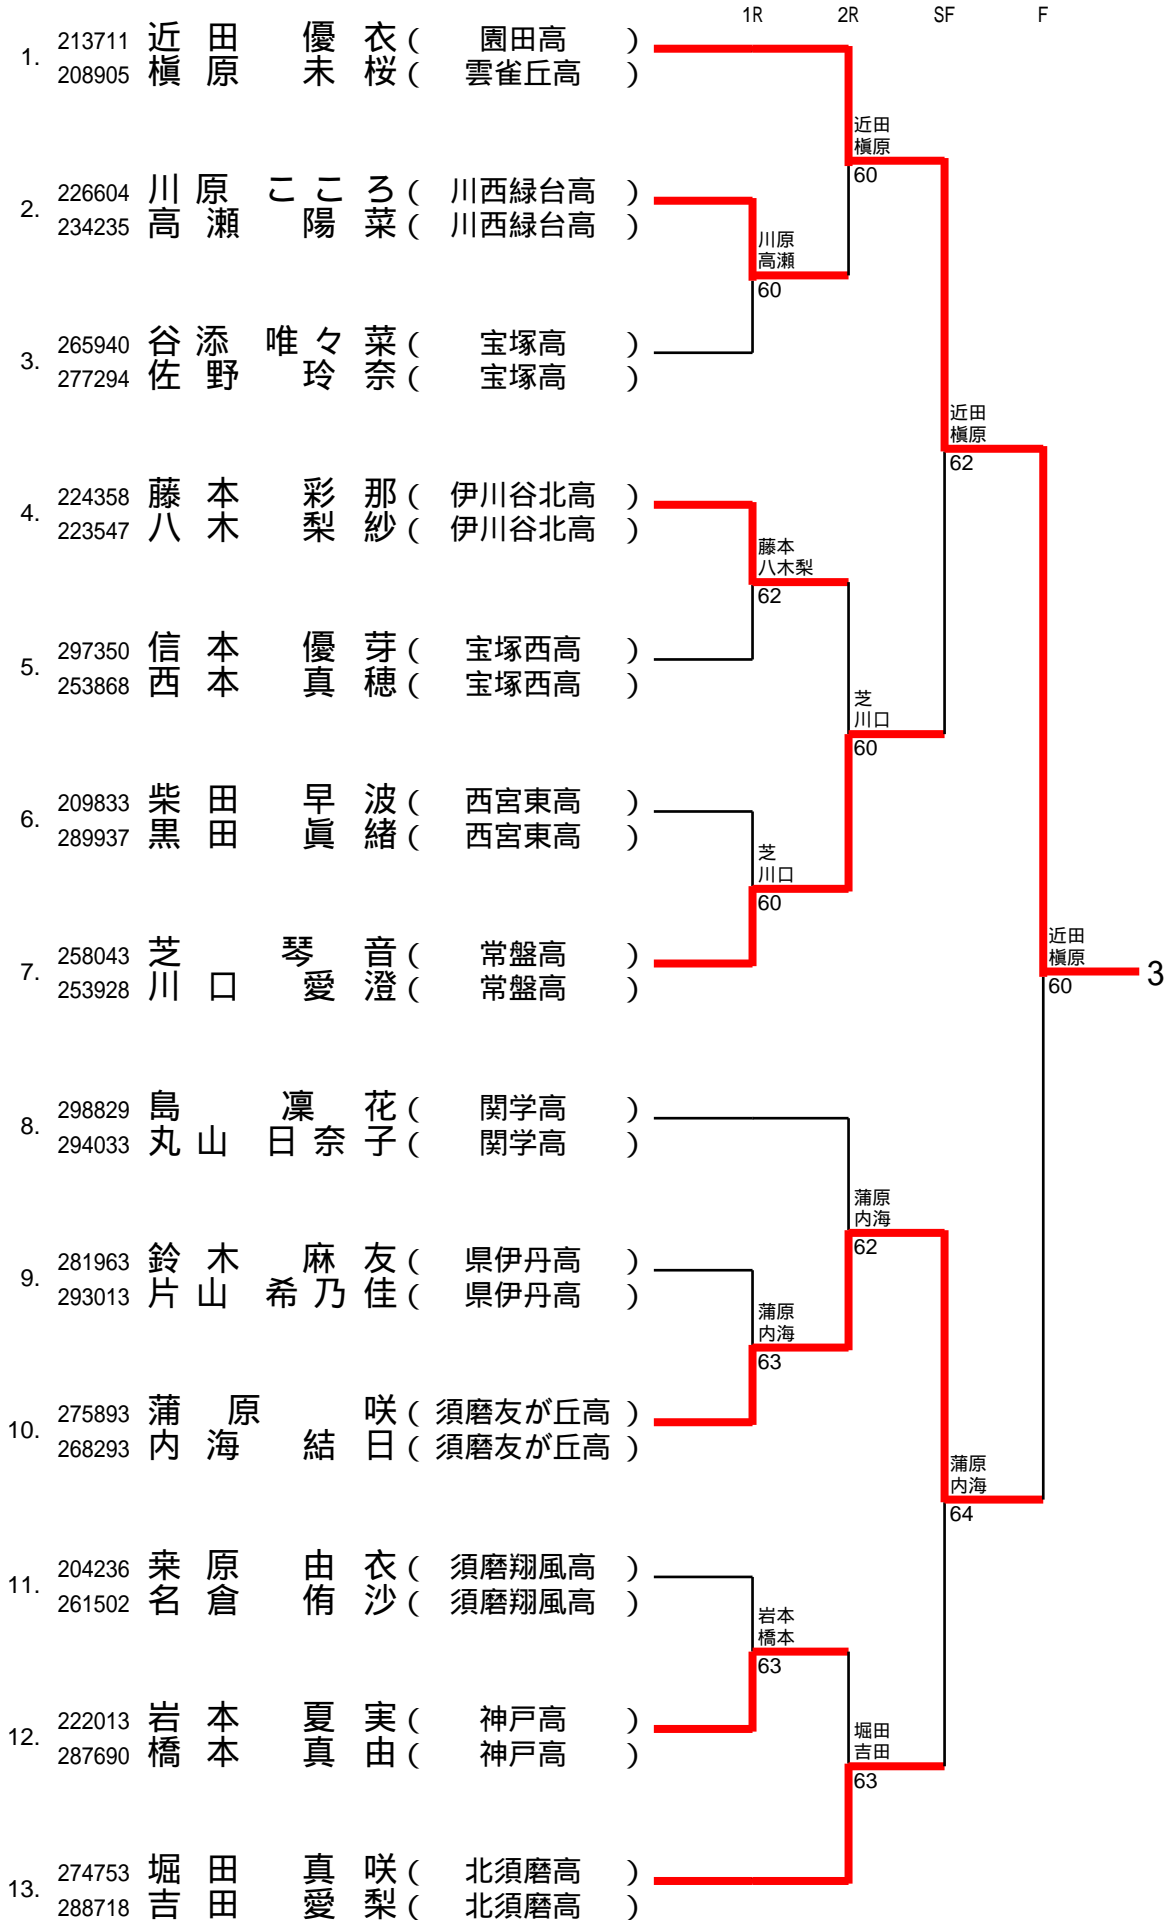 1R 2R SF F
1. 213711 近田 優衣 ( 園田高 )
208905 槇原 未桜 ( 雲雀丘高 )
近田
槇原
60
2. 226604 川原 こころ ( 川西緑台高 )
234235 高瀬 陽菜 ( 川西緑台高 )
川原
高瀬
60
3. 265940 谷添 唯々菜 ( 宝塚高 )
277294 佐野 玲奈 ( 宝塚高 )
近田
槇原
62
4. 224358 藤本 彩那 ( 伊川谷北高 )
223547 八木 梨紗 ( 伊川谷北高 )
藤本
八木梨
62
5. 297350 信本 優芽 ( 宝塚西高 )
253868 西本 真穂 ( 宝塚西高 )
芝
川口
60
6. 209833 柴田 早波 ( 西宮東高 )
289937 黒田 眞緒 ( 西宮東高 )
芝
川口
60
7. 258043 芝 琴音 ( 常盤高 )
253928 川口 愛澄 ( 常盤高 )
近田
槇原
60
3
8. 298829 島 凜花 ( 関学高 )
294033 丸山 日奈子 ( 関学高 )
蒲原
内海
62
9. 281963 鈴木 麻友 ( 県伊丹高 )
293013 片山 希乃佳 ( 県伊丹高 )
蒲原
内海
63
10. 275893 蒲原 咲 ( 須磨友が丘高 )
268293 内海 結日 ( 須磨友が丘高 )
蒲原
内海
64
11. 204236 桒原 由衣 ( 須磨翔風高 )
261502 名倉 侑沙 ( 須磨翔風高 )
岩本
橋本
63
12. 222013 岩本 夏実 ( 神戸高 )
287690 橋本 真由 ( 神戸高 )
堀田
吉田
63
13. 274753 堀田 真咲 ( 北須磨高 )
288718 吉田 愛梨 ( 北須磨高 )